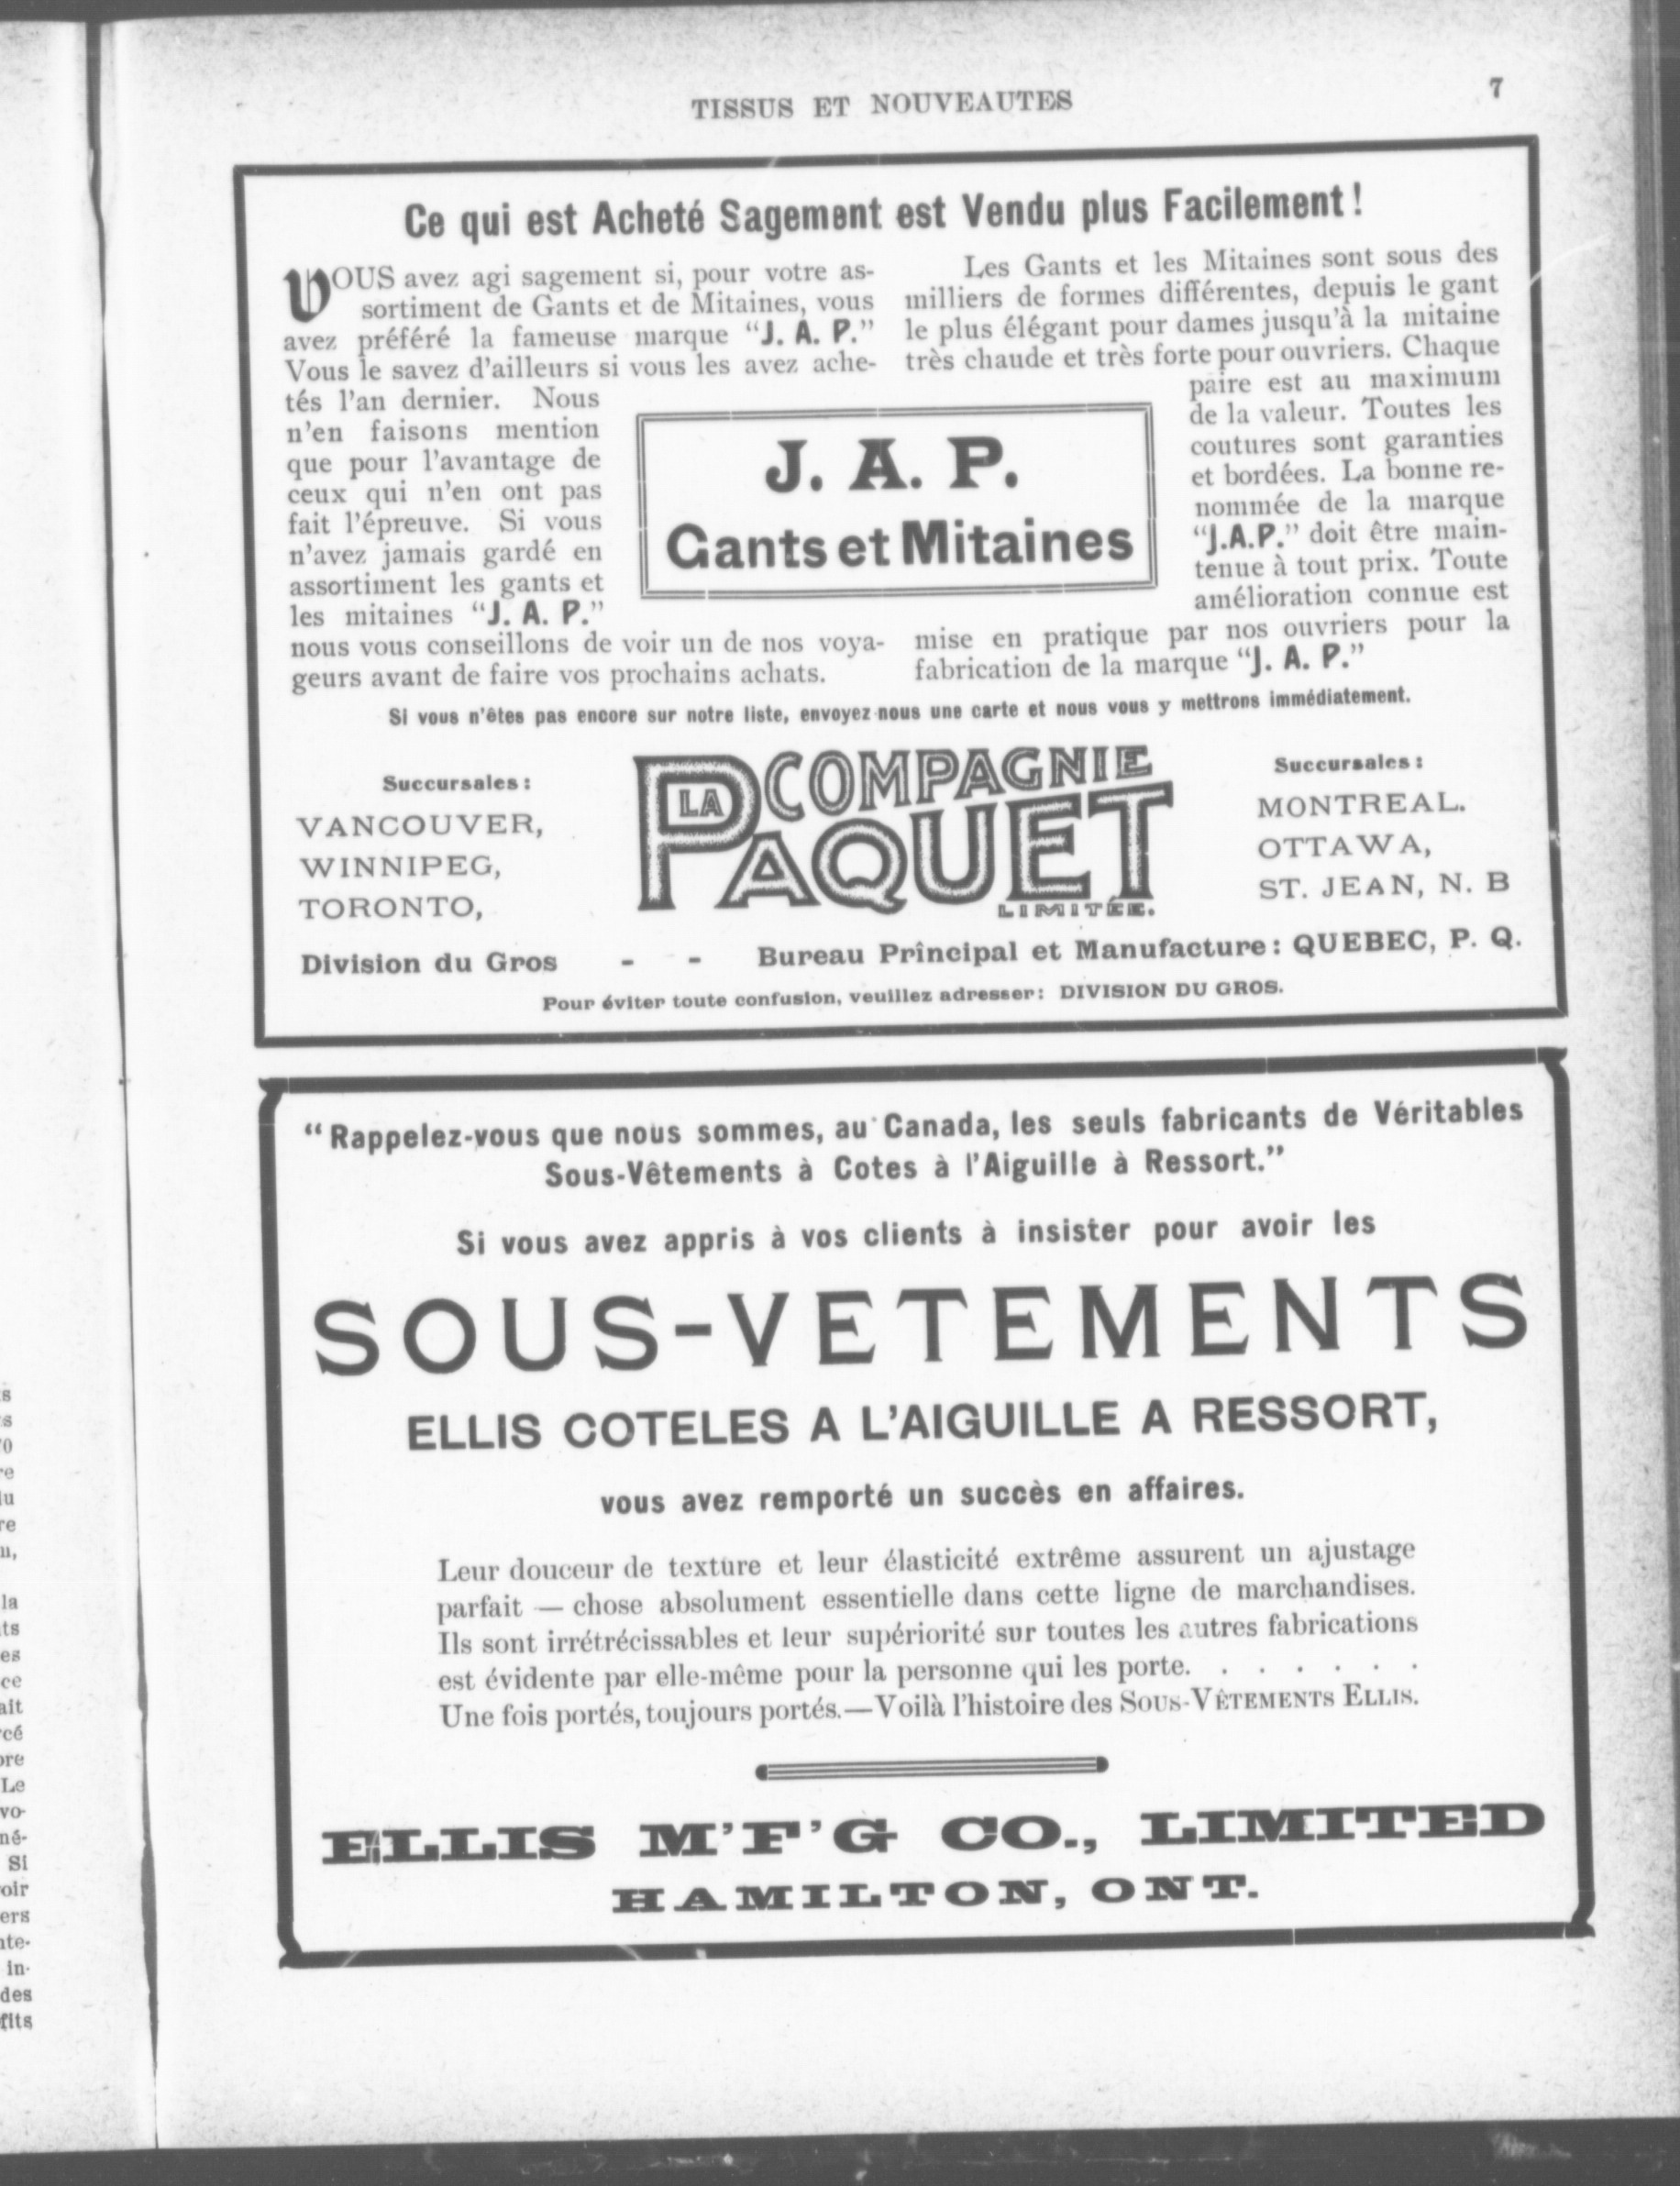 TISSUS ET NOUVEAUTES
7
Ce qui est Acheté Sagement est Vendu plus Facilement !
VOUS avez agi sagement si, pour votre as-
sortiment de Gants et de Mitaines, vous
avez préféré la fameuse marque “J. A. P.”
Vous le savez d'ailleurs si vous les avez ache-
tés l'an dernier. Nous
n'en faisons mention
que pour l'avantage de
ceux qui n'en ont pas
fait l'épreuve. Si vous
n'avez jamais gardé en
assortiment les gants et
les mitaines “J. A. P.”
nous vous conseillons de voir un de nos voya-
geurs avant de faire vos prochains achats.
J. A. P.
Gants et Mitaines
Les Gants et les Mitaines sont sous des
milliers de formes différentes, depuis le gant
le plus élégant pour dames jusqu'à la mitaine
très chaude et très forte pour ouvriers. Chaque
paire est au maximum
de la valeur. Toutes les
coutures sont garanties
et bordées. La bonne re-
nommée de la marque
“J.A.P.” doit être main-
tenue à tout prix. Toute
amélioration connue est
mise en pratique par nos ouvriers pour la
fabrication de la marque “J. A. P.”
Si vous n'êtes pas encore sur notre liste, envoyez-nous une carte et nous vous y mettrons immédiatement.
Succursales :
VANCOUVER,
WINNIPEG,
TORONTO,
LA COMPAGNIE
PAQUET
LIMITÉE.
Succursales :
MONTREAL.
OTTAWA,
ST. JEAN, N. B
Division du Gros - - Bureau Prîncipal et Manufacture : QUEBEC, P. Q.
Pour éviter toute confusion, veuillez adresser : DIVISION DU GROS.
“ Rappelez-vous que nous sommes, au Canada, les seuls fabricants de Véritables
Sous-Vêtements à Cotes à l'Aiguille à Ressort.”
Si vous avez appris à vos clients à insister pour avoir les
SOUS-VETEMENTS
ELLIS COTELES A L'AIGUILLE A RESSORT,
vous avez remporté un succès en affaires.
Leur douceur de texture et leur élasticité extrême assurent un ajustage
parfait — chose absolument essentielle dans cette ligne de marchandises.
Ils sont irrétrécissables et leur supériorité sur toutes les autres fabrications
est évidente par elle-même pour la personne qui les porte. . . . . . .
Une fois portés, toujours portés.—Voilà l'histoire des SOUS-VÊTEMENTS ELLIS.
ELLIS M'F'G CO., LIMITED
HAMILTON, ONT.